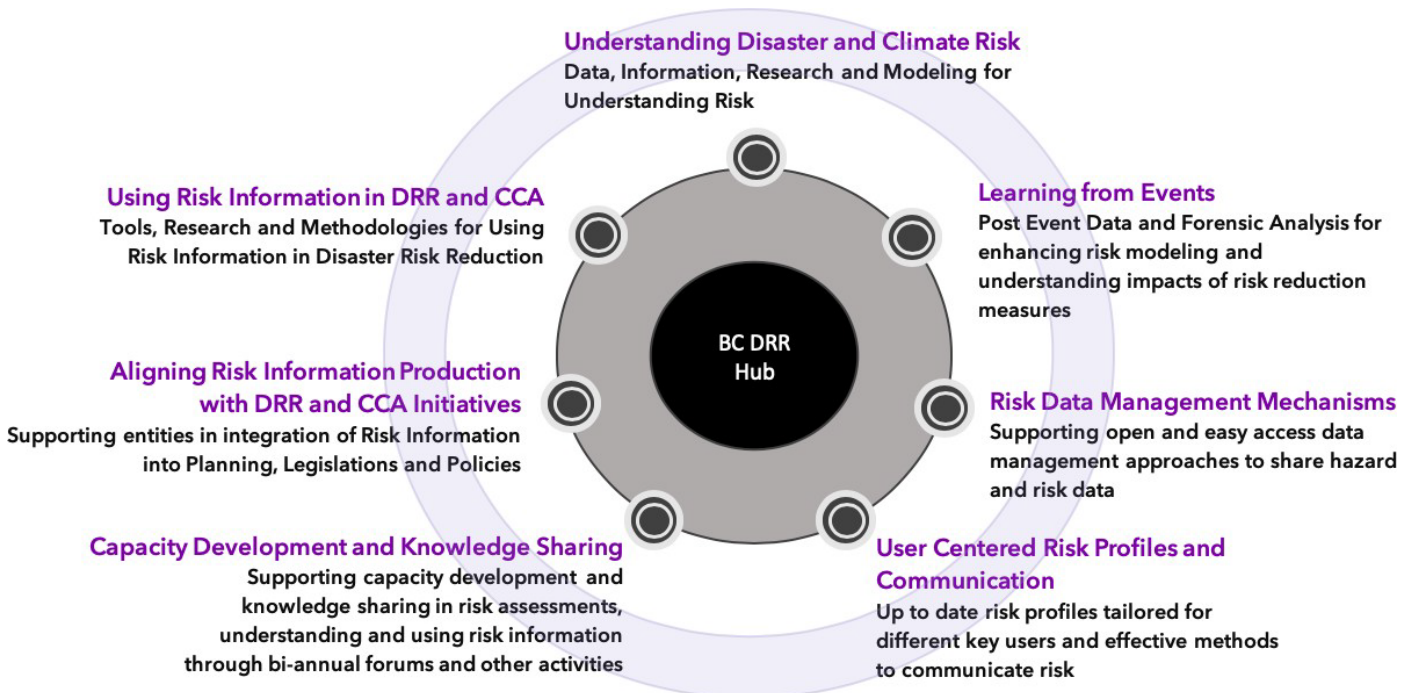 Understanding Disaster and Climate Risk
Data, Information, Research and Modeling for
Understanding Risk
Using Risk Information in DRR and CCA
Tools, Research and Methodologies for Using
Risk Information in Disaster Risk Reduction
Learning from Events
Post Event Data and Forensic Analysis for
enhancing risk modeling and
understanding impacts of risk reduction
measures
BC DRR
Hub
Aligning Risk Information Production
with DRR and CCA Initiatives
Supporting entities in integration of Risk Information
into Planning, Legislations and Policies
Risk Data Management Mechanisms
Supporting open and easy access data
management approaches to share hazard
and risk data
Capacity Development and Knowledge Sharing
Supporting capacity development and
knowledge sharing in risk assessments,
understanding and using risk information
through bi-annual forums and other activities
User Centered Risk Profiles and
Communication
Up to date risk profiles tailored for
different key users and effective methods
to communicate risk